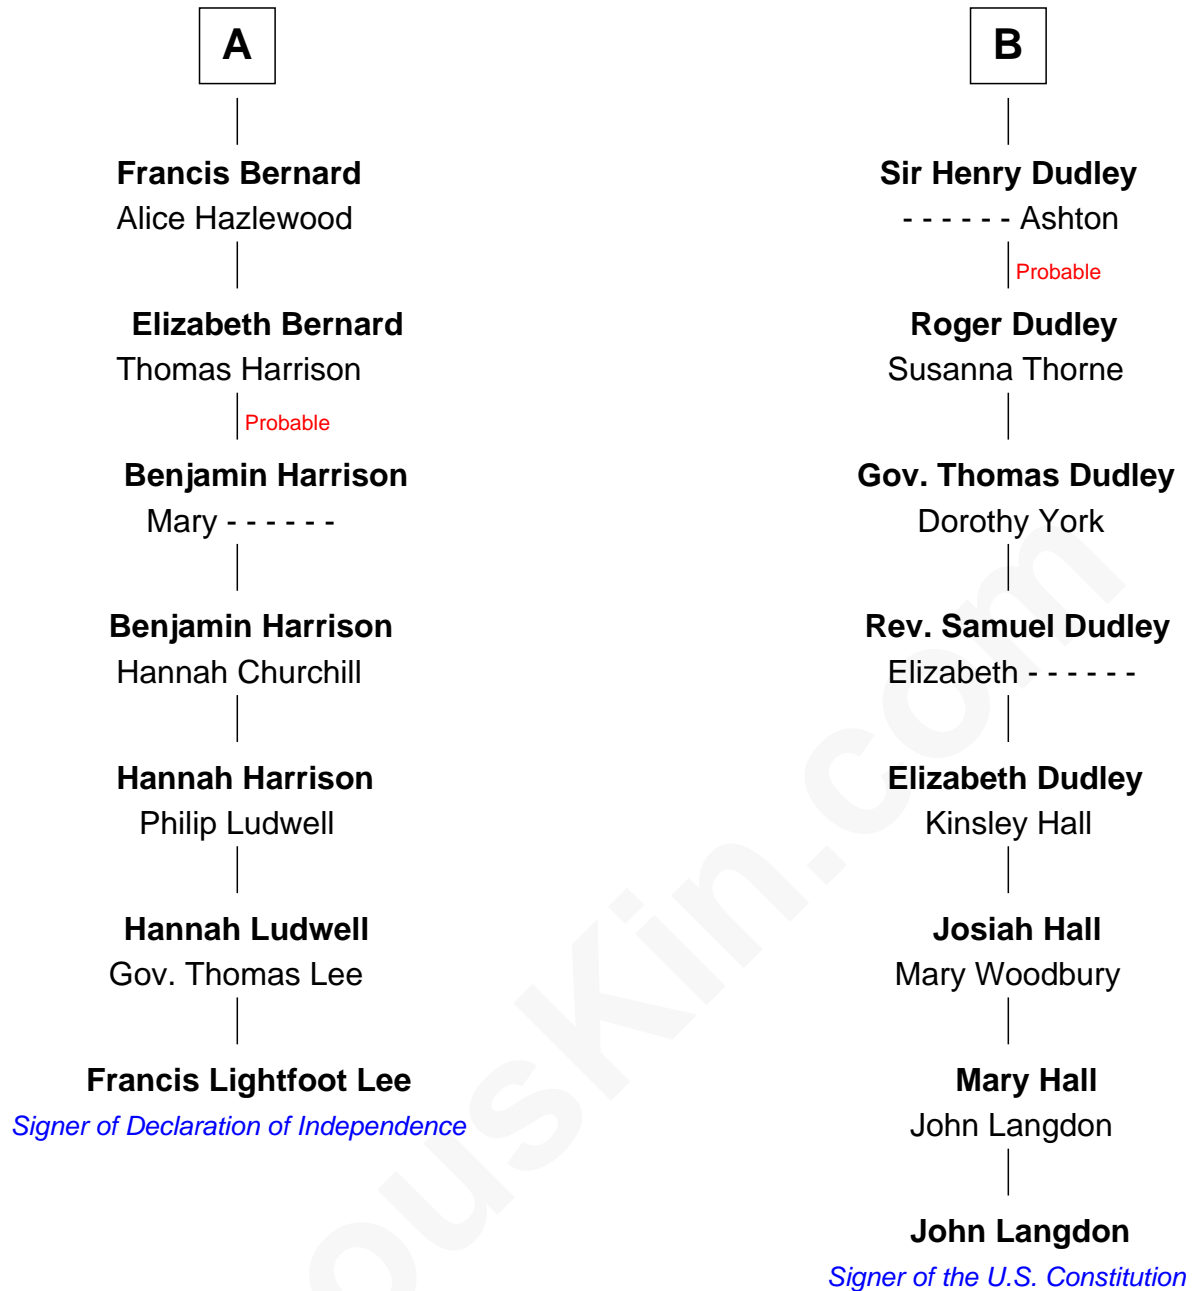 A
Francis Bernard
Alice Hazlewood
Elizabeth Bernard
Thomas Harrison
Probable
Benjamin Harrison
Mary - - - - - -
Benjamin Harrison
Hannah Churchill
Hannah Harrison
Philip Ludwell
Hannah Ludwell
Gov. Thomas Lee
Francis Lightfoot Lee
Signer of Declaration of Independence
B
Sir Henry Dudley
- - - - - - Ashton
Probable
Roger Dudley
Susanna Thorne
Gov. Thomas Dudley
Dorothy York
Rev. Samuel Dudley
Elizabeth - - - - - -
Elizabeth Dudley
Kinsley Hall
Josiah Hall
Mary Woodbury
Mary Hall
John Langdon
John Langdon
Signer of the U.S. Constitution
ousKin.com